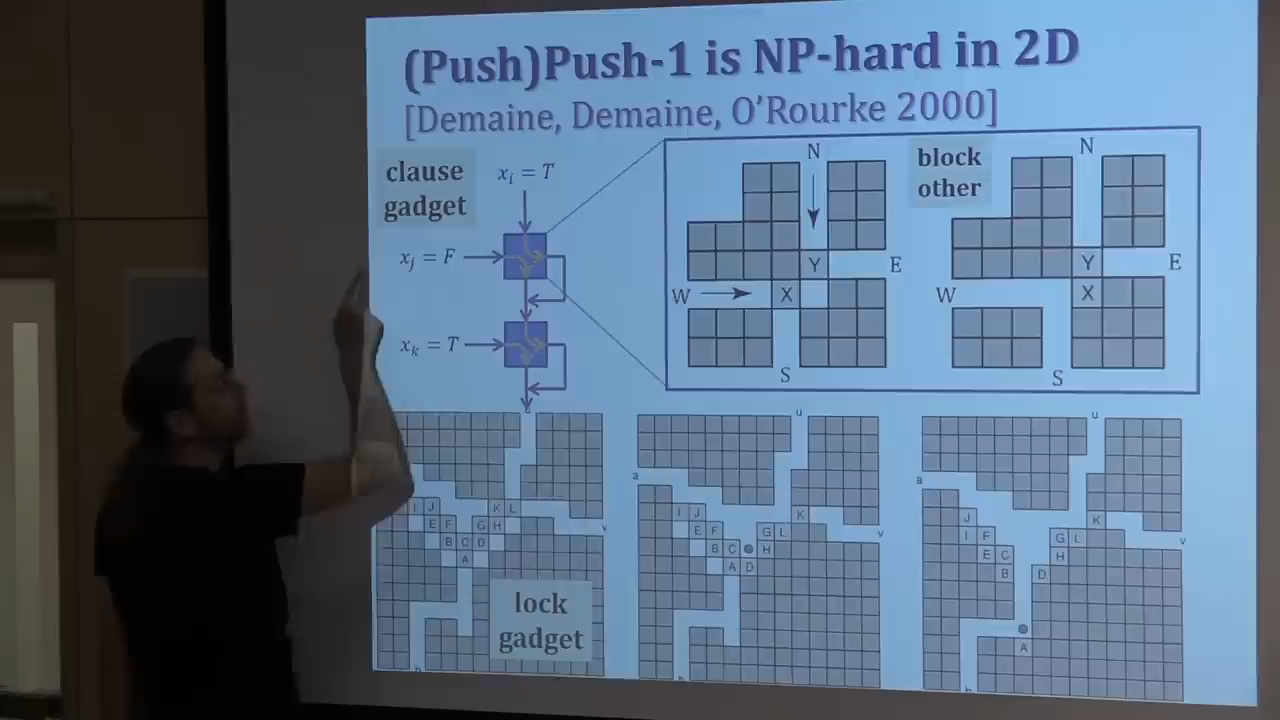 (Push)Push-1 is NP-hard in 2D
[Demaine, Demaine, O'Rourke 2000]
clause
gadget
x_i = T
x_j = F
x_k = T
N
Y
E
W
X
S
block
other
N
Y
E
W
X
S
I J K L
E F G H
B C D
A
v
lock
gadget
u
a
K
I J
E F G L
B C H
A D
v
u
a
J K
I F G L
E C H
B D
A
v